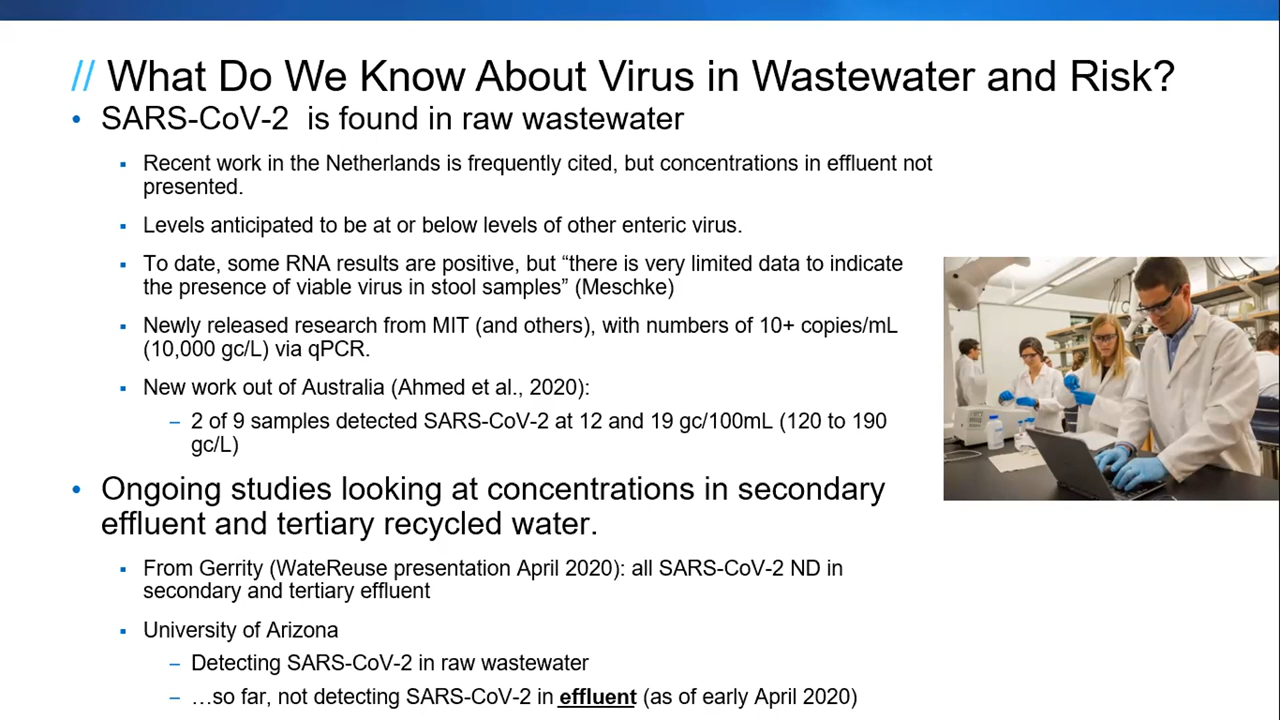 // What Do We Know About Virus in Wastewater and Risk?
• SARS-CoV-2 is found in raw wastewater
▪ Recent work in the Netherlands is frequently cited, but concentrations in effluent not
presented.
▪ Levels anticipated to be at or below levels of other enteric virus.
▪ To date, some RNA results are positive, but “there is very limited data to indicate
the presence of viable virus in stool samples” (Meschke)
▪ Newly released research from MIT (and others), with numbers of 10+ copies/mL
(10,000 gc/L) via qPCR.
▪ New work out of Australia (Ahmed et al., 2020):
– 2 of 9 samples detected SARS-CoV-2 at 12 and 19 gc/100mL (120 to 190
gc/L)
• Ongoing studies looking at concentrations in secondary
effluent and tertiary recycled water.
▪ From Gerrity (WateReuse presentation April 2020): all SARS-CoV-2 ND in
secondary and tertiary effluent
▪ University of Arizona
– Detecting SARS-CoV-2 in raw wastewater
– …so far, not detecting SARS-CoV-2 in effluent (as of early April 2020)